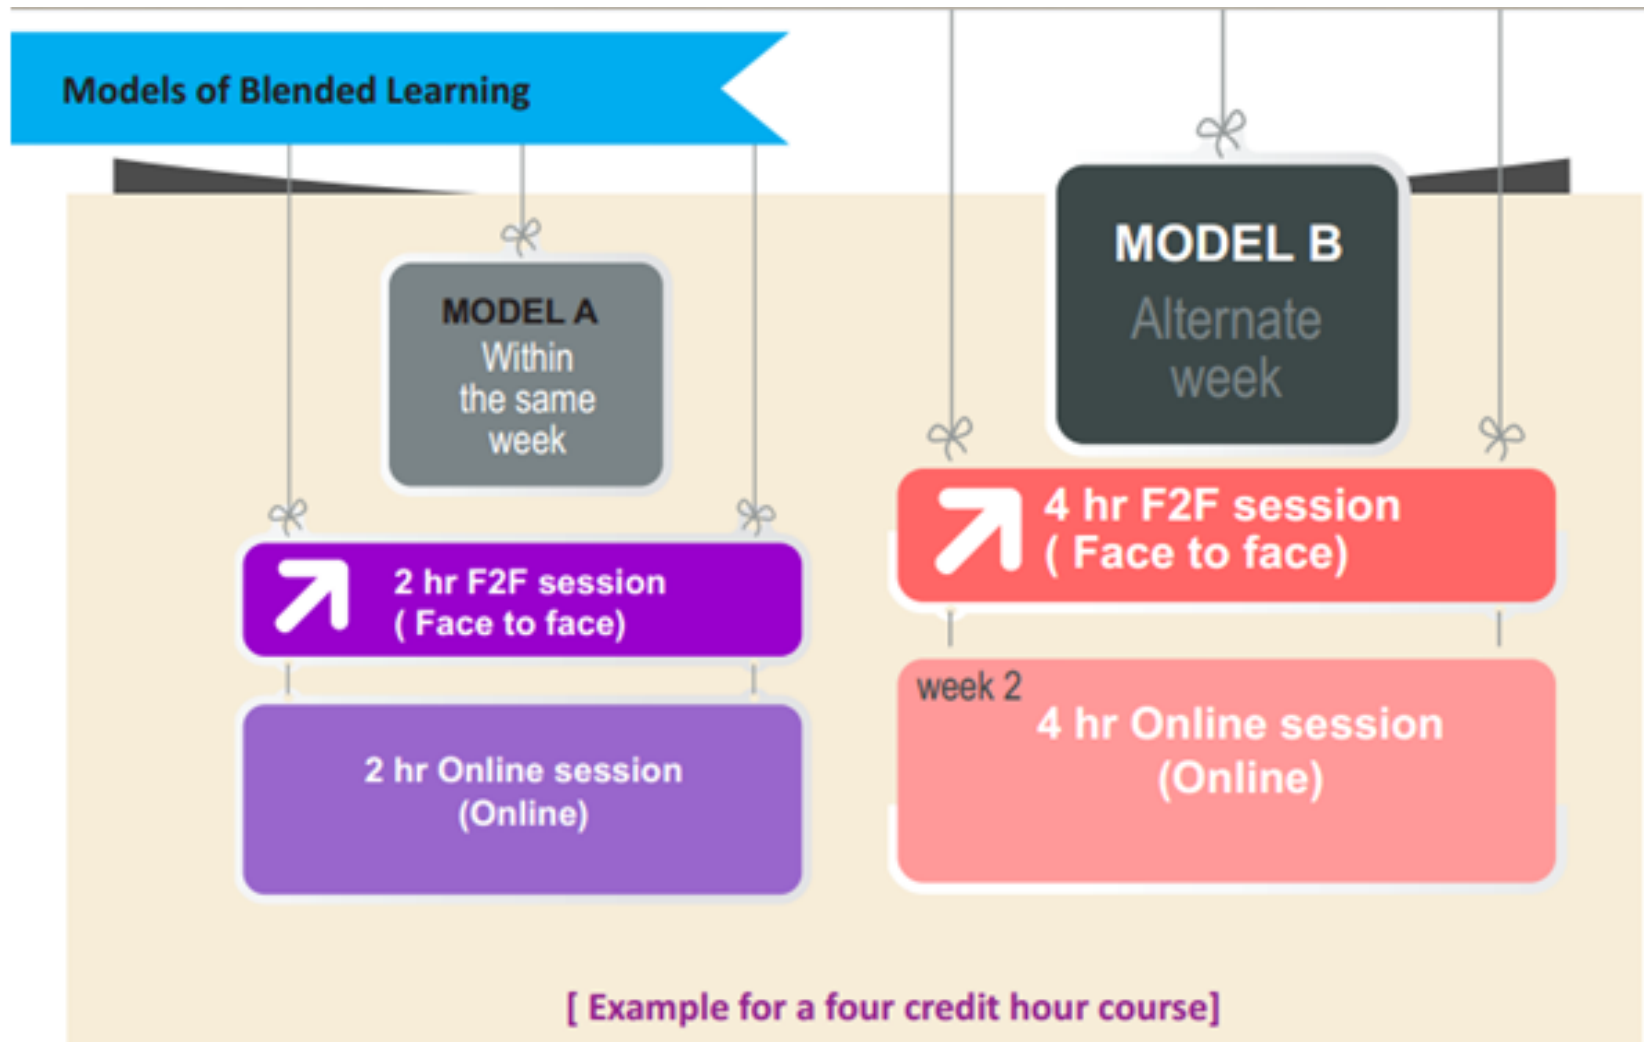 Models of Blended Learning
MODEL A
Within
the same
week
2 hr F2F session
( Face to face)
2 hr Online session
(Online)
MODEL B
Alternate
week
4 hr F2F session
( Face to face)
week 2
4 hr Online session
(Online)
[ Example for a four credit hour course]